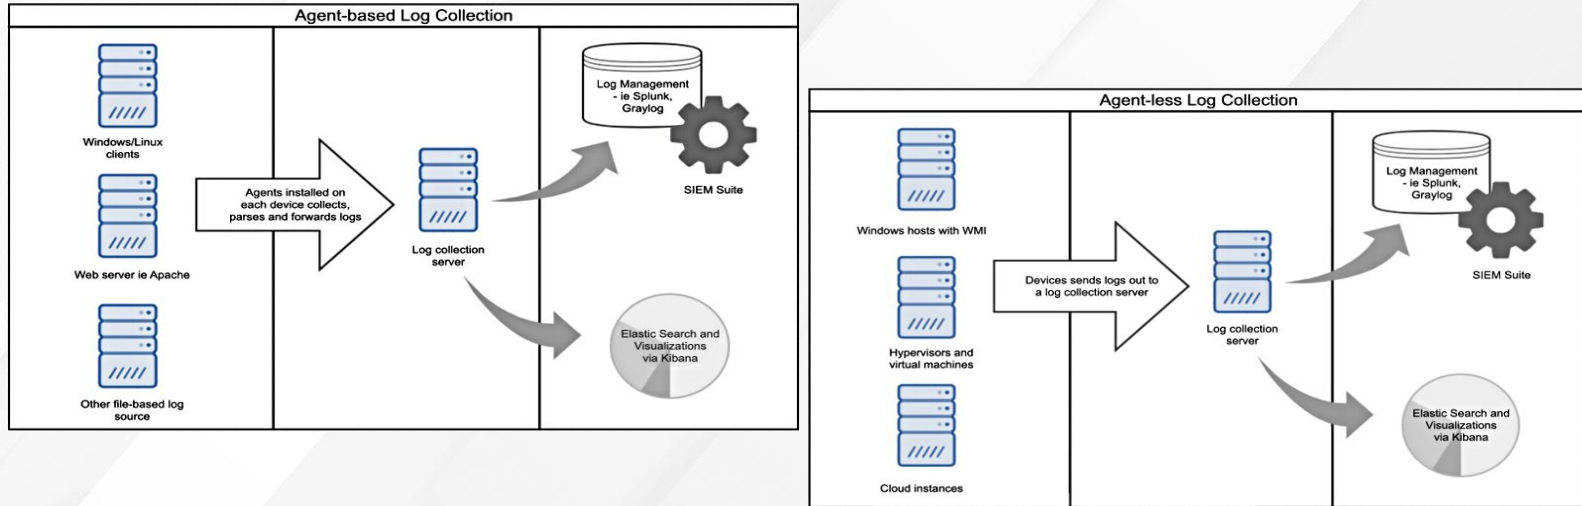 Agent-based Log Collection
Windows/Linux
clients
Web server ie Apache
Other file-based log
source
Agents installed on
each device collects,
parses and forwards logs
Log collection
server
Log Management
- ie Splunk,
Graylog
SIEM Suite
Elastic Search and
Visualizations
via Kibana
Agent-less Log Collection
Windows hosts with WMI
Hypervisors and
virtual machines
Cloud instances
Devices sends logs out to
a log collection server
Log collection
server
Log Management
- ie Splunk,
Graylog
SIEM Suite
Elastic Search and
Visualizations
via Kibana